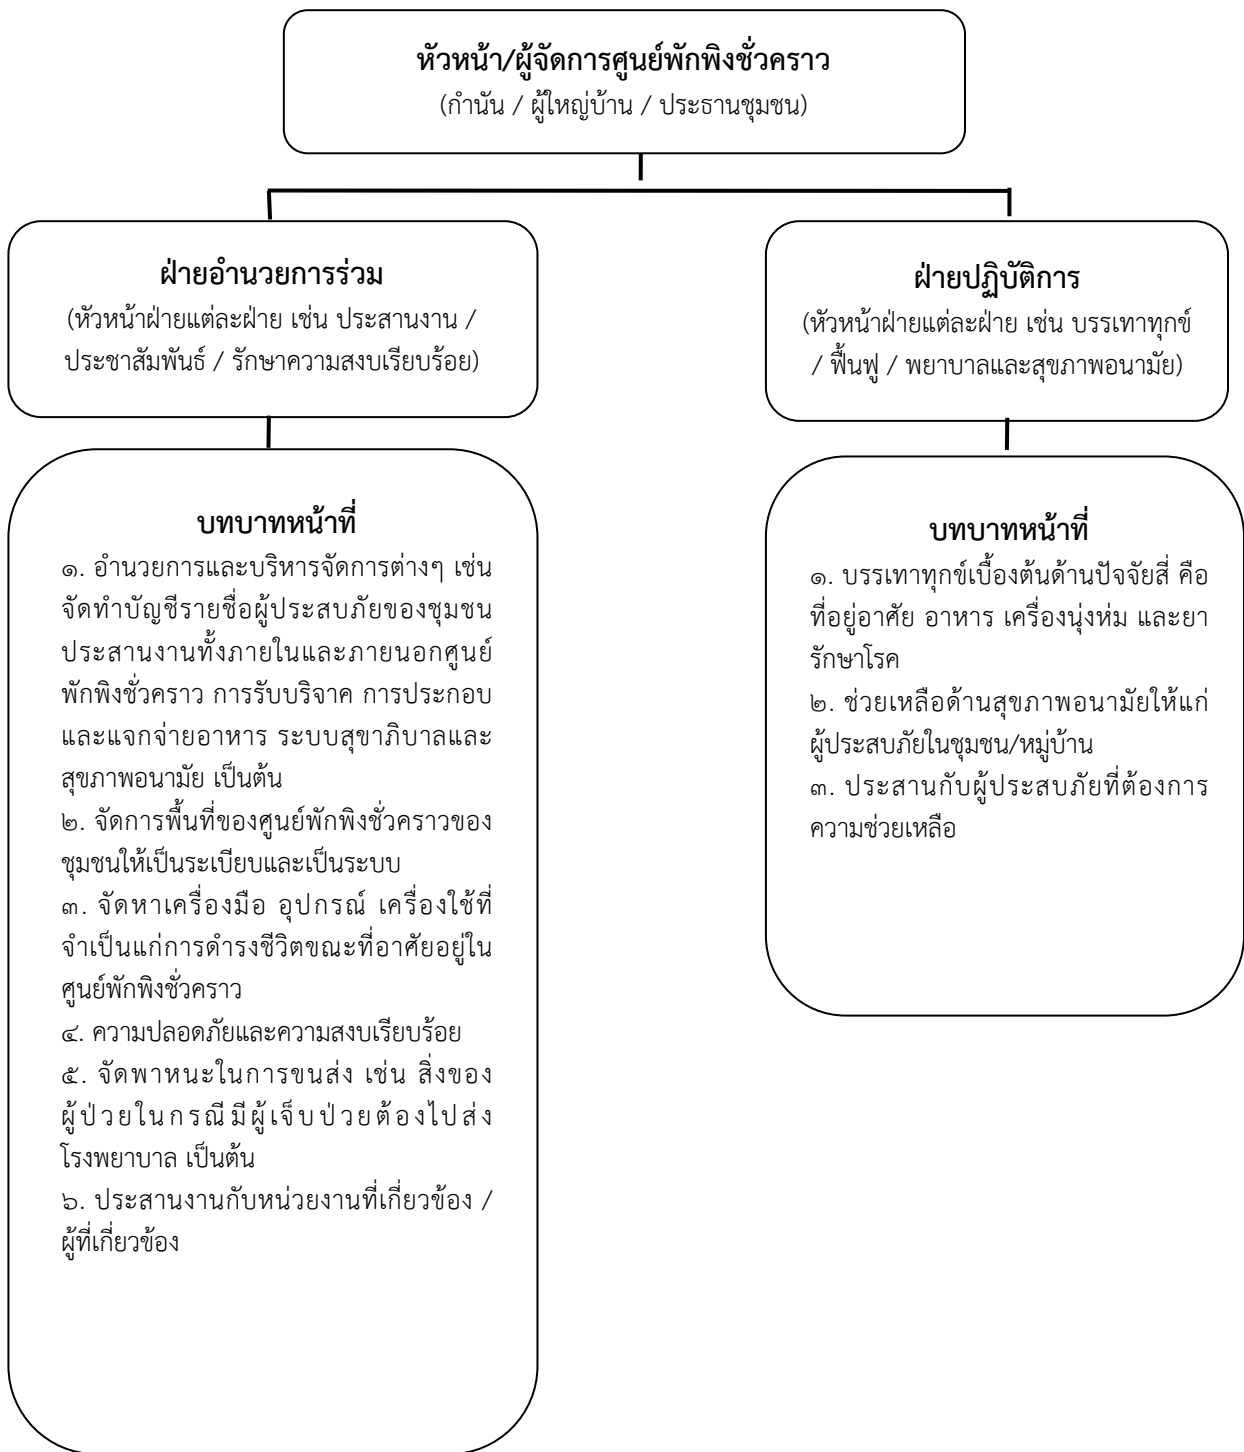 หัวหน้า/ผู้จัดการศูนย์พักพิงชั่วคราว
(กำนัน / ผู้ใหญ่บ้าน / ประธานชุมชน)
ฝ่ายอำนวยการร่วม
(หัวหน้าฝ่ายแต่ละฝ่าย เช่น ประสานงาน /
ประชาสัมพันธ์ / รักษาความสงบเรียบร้อย)
ฝ่ายปฏิบัติการ
(หัวหน้าฝ่ายแต่ละฝ่าย เช่น บรรเทาทุกข์
/ ฟื้นฟู / พยาบาลและสุขภาพอนามัย)
บทบาทหน้าที่
๑. อำนวยการและบริหารจัดการต่างๆ เช่น
จัดทำบัญชีรายชื่อผู้ประสบภัยของชุมชน
ประสานงานทั้งภายในและภายนอกศูนย์
พักพิงชั่วคราว การรับบริจาค การประกอบ
และแจกจ่ายอาหาร ระบบสุขาภิบาลและ
สุขภาพอนามัย เป็นต้น
๒. จัดการพื้นที่ของศูนย์พักพิงชั่วคราวของ
ชุมชนให้เป็นระเบียบและเป็นระบบ
๓. จัดหาเครื่องมือ อุปกรณ์ เครื่องใช้ที่
จำเป็นแก่การดำรงชีวิตขณะที่อาศัยอยู่ใน
ศูนย์พักพิงชั่วคราว
๔. ความปลอดภัยและความสงบเรียบร้อย
๕. จัดพาหนะในการขนส่ง เช่น สิ่งของ
ผู้ป่วยในกรณีมีผู้เจ็บป่วยต้องไปส่ง
โรงพยาบาล เป็นต้น
๖. ประสานงานกับหน่วยงานที่เกี่ยวข้อง /
ผู้ที่เกี่ยวข้อง
บทบาทหน้าที่
๑. บรรเทาทุกข์เบื้องต้นด้านปัจจัยสี่ คือ
ที่อยู่อาศัย อาหาร เครื่องนุ่งห่ม และยา
รักษาโรค
๒. ช่วยเหลือด้านสุขภาพอนามัยให้แก่
ผู้ประสบภัยในชุมชน/หมู่บ้าน
๓. ประสานกับผู้ประสบภัยที่ต้องการ
ความช่วยเหลือ